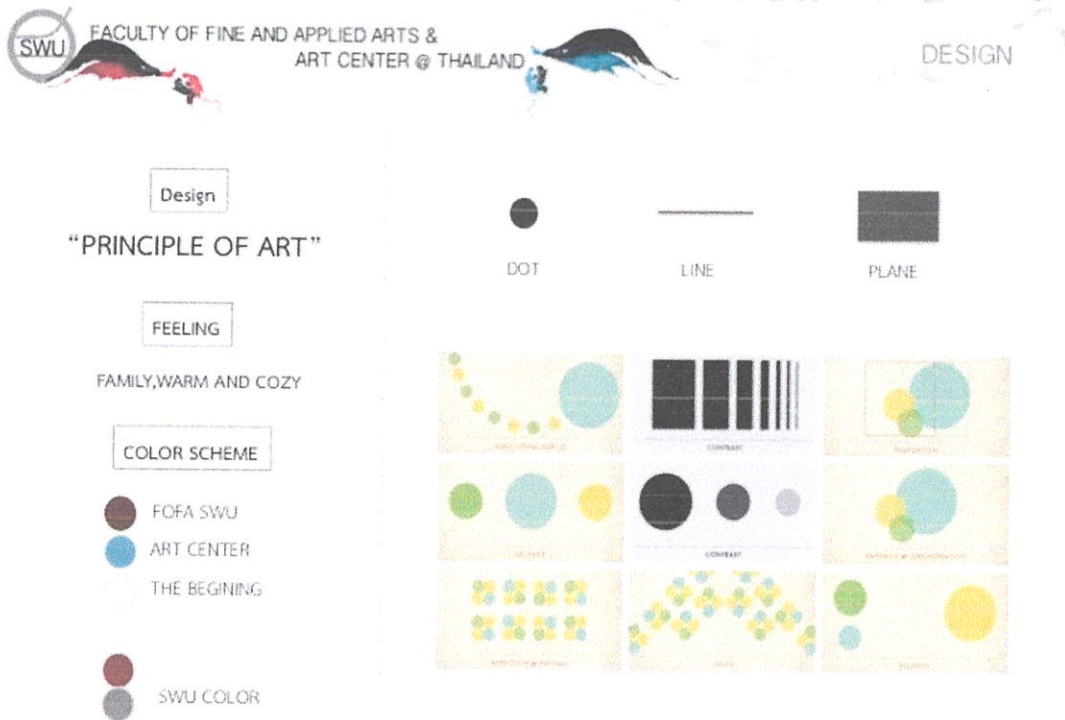 SWU
FACULTY OF FINE AND APPLIED ARTS &
ART CENTER @ THAILAND
DESIGN
Design
"PRINCIPLE OF ART"
FEELING
FAMILY,WARM AND COZY
COLOR SCHEME
FOFA SWU
ART CENTER
THE BEGINING
SWU COLOR
DOT
LINE
PLANE
CONTRAST
CONTRAST